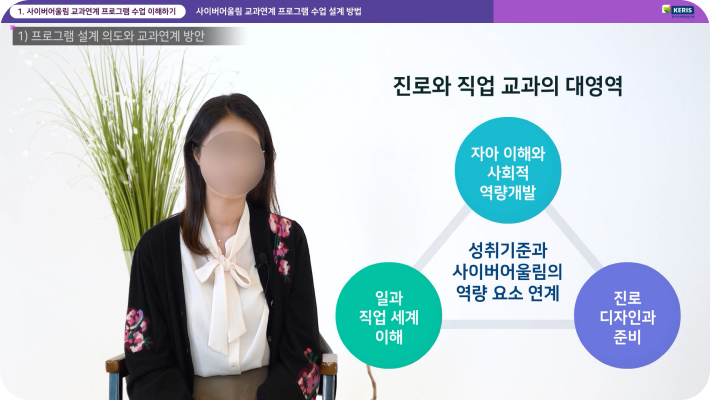 1. 사이버어울림 교과연계 프로그램 수업 이해하기
사이버어울림 교과연계 프로그램 수업 설계 방법
KERIS
1) 프로그램 설계 의도와 교과연계 방안
진로와 직업 교과의 대영역
자아 이해와
사회적
역량개발
성취기준과
사이버어울림의
역량 요소 연계
일과
직업 세계
이해
진로
디자인과
준비